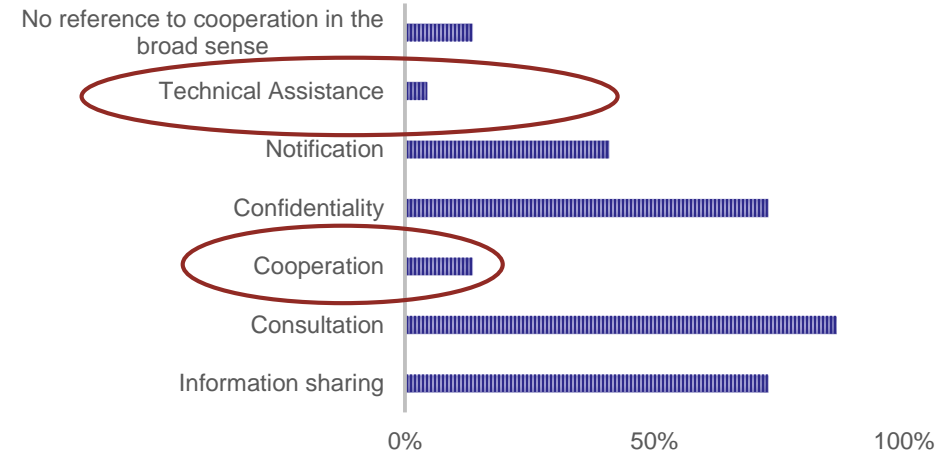 No reference to cooperation in the
broad sense
Technical Assistance
Notification
Confidentiality
Cooperation
Consultation
Information sharing
0%
50%
100%